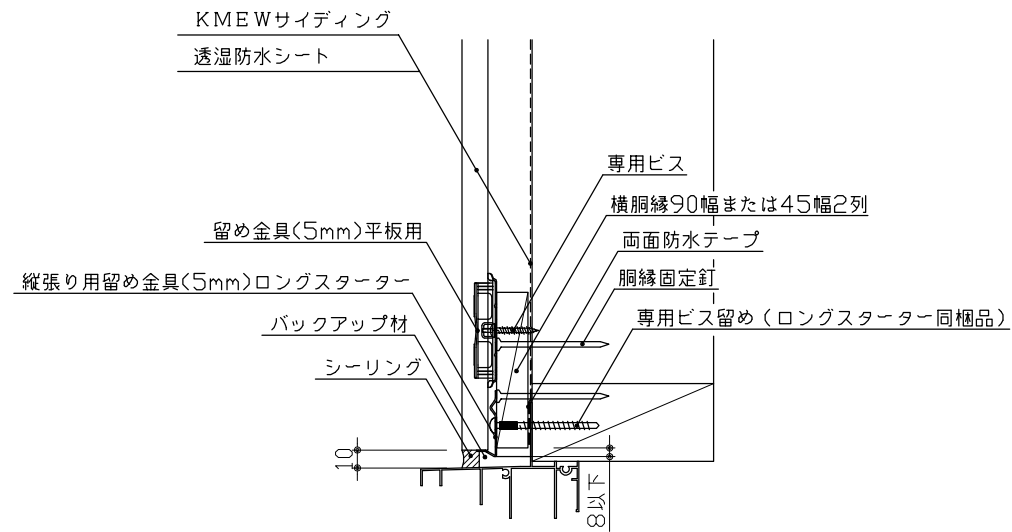 KMEWサイディング
透湿防水シート
専用ビス
横胴縁90幅または45幅2列
留め金具(5mm)平板用
両面防水テープ
縦張り用留め金具(5mm)ロングスターター
胴縁固定釘
バックアップ材
専用ビス留め(ロングスターター同梱品)
シーリング
10
8以下